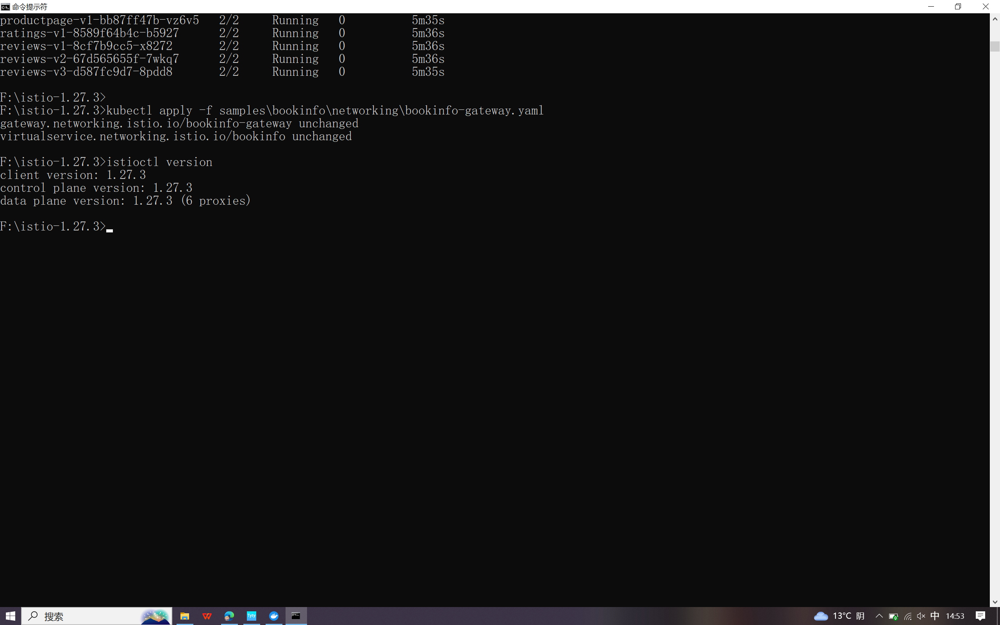 命令提示符
productpage-v1-bb87ff47b-vz6v5   2/2     Running   0          5m35s
ratings-v1-8589f64b4c-b5927      2/2     Running   0          5m36s
reviews-v1-8cf7b9cc5-x8272       2/2     Running   0          5m36s
reviews-v2-67d565655f-7wkq7      2/2     Running   0          5m36s
reviews-v3-d587fc9d7-8pdd8       2/2     Running   0          5m35s
F:\istio-1.27.3>
F:\istio-1.27.3>kubectl apply -f samples\bookinfo\networking\bookinfo-gateway.yaml
gateway.networking.istio.io/bookinfo-gateway unchanged
virtualservice.networking.istio.io/bookinfo unchanged
F:\istio-1.27.3>istioctl version
client version: 1.27.3
control plane version: 1.27.3
data plane version: 1.27.3 (6 proxies)
F:\istio-1.27.3>
搜索 Tyty 13°C 阴 中 14:53